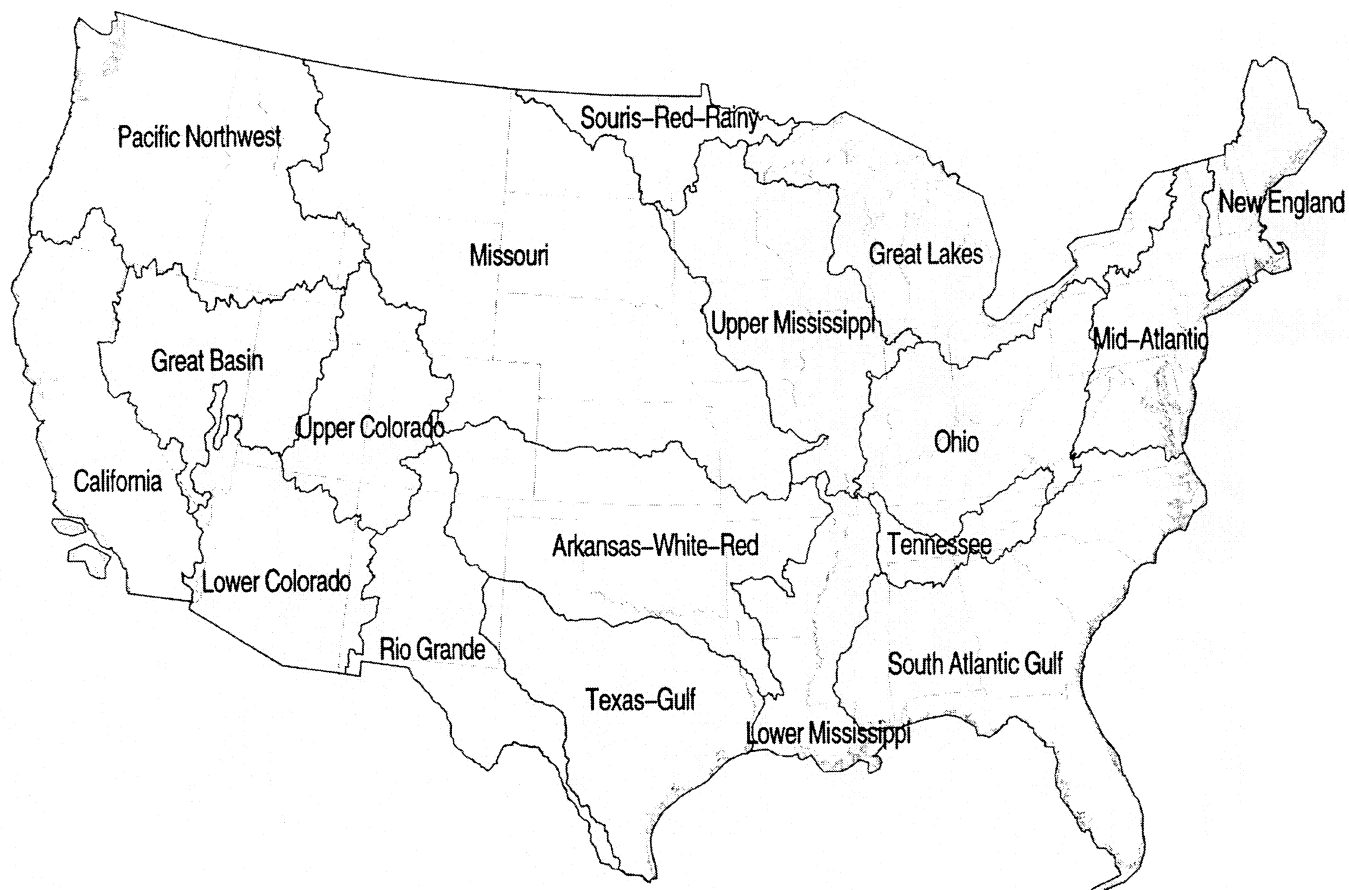 Souris–Red–Rainy
Pacific Northwest
New England
Missouri
Great Lakes
Upper Mississippi
Mid–Atlantic
Great Basin
Upper Colorado
Ohio
California
Arkansas–White–Red
Tennessee
Lower Colorado
Rio Grande
South Atlantic Gulf
Texas–Gulf
Lower Mississippi